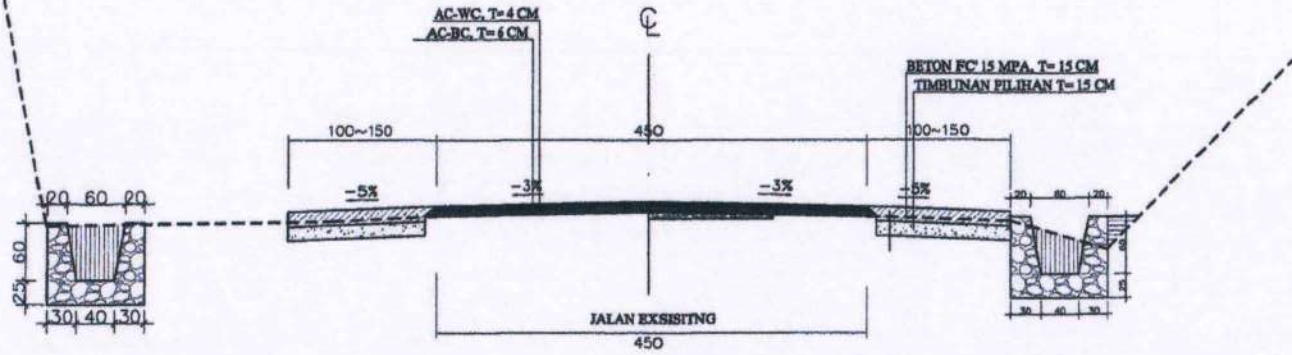 AC-WC, T= 4 CM
AC-BC, T= 6 CM
CL
BETON FC' 15 MPA, T= 15 CM
TIMBUNAN PILIHAN T= 15 CM
100~150
450
100~150
-5%
-3%
-3%
-5%
20 60 20
20 60 20
60
60
25
25
30 40 30
30 40 30
JALAN EXSISITNG
450